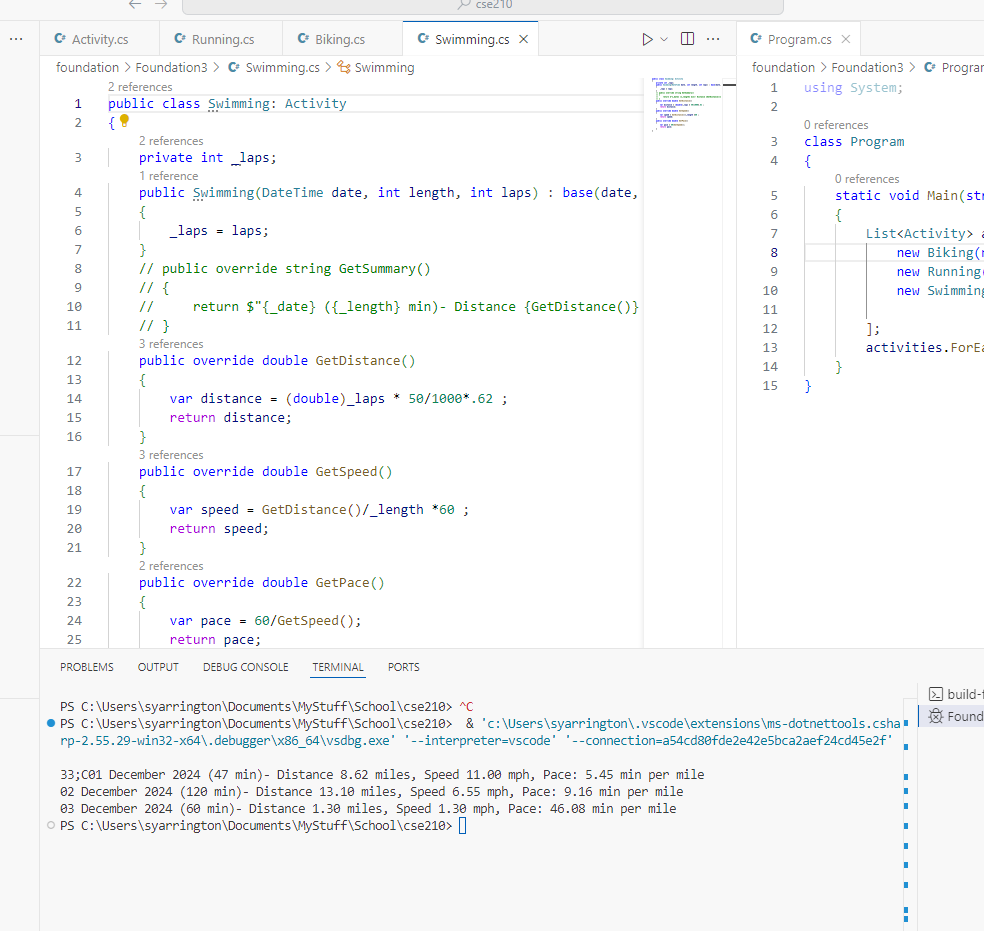 cse210
Activity.cs
Running.cs
Biking.cs
Swimming.cs
Program.cs
foundation > Foundation3 > Swimming.cs > Swimming
2 references
1 public class Swimming: Activity
2 {
2 references
3 private int _laps;
1 reference
4 public Swimming(DateTime date, int length, int laps) : base(date,
5 {
6 _laps = laps;
7 }
8 // public override string GetSummary()
9 // {
10 // return $"{_date} ({_length} min)- Distance {GetDistance()}
11 // }
3 references
12 public override double GetDistance()
13 {
14 var distance = (double)_laps * 50/1000*.62 ;
15 return distance;
16 }
3 references
17 public override double GetSpeed()
18 {
19 var speed = GetDistance()/_length *60 ;
20 return speed;
21 }
2 references
22 public override double GetPace()
23 {
24 var pace = 60/GetSpeed();
25 return pace;
foundation > Foundation3 > Progra
1 using System;
2
0 references
3 class Program
4 {
0 references
5 static void Main(str
6 {
7 List<Activity> a
8 new Biking(n
9 new Running(
10 new Swimming
11
12 ];
13 activities.ForEa
14 }
15 }
PROBLEMS OUTPUT DEBUG CONSOLE TERMINAL PORTS
PS C:\Users\syarrington\Documents\MyStuff\School\cse210> ^C
PS C:\Users\syarrington\Documents\MyStuff\School\cse210> & 'c:\Users\syarrington\.vscode\extensions\ms-dotnettools.csha
rp-2.55.29-win32-x64\.debugger\x86_64\vsdbg.exe' '--interpreter=vscode' '--connection=a54cd80fde2e42e5bca2aef24cd45e2f'
33;C01 December 2024 (47 min)- Distance 8.62 miles, Speed 11.00 mph, Pace: 5.45 min per mile
02 December 2024 (120 min)- Distance 13.10 miles, Speed 6.55 mph, Pace: 9.16 min per mile
03 December 2024 (60 min)- Distance 1.30 miles, Speed 1.30 mph, Pace: 46.08 min per mile
PS C:\Users\syarrington\Documents\MyStuff\School\cse210>
build-f
Found